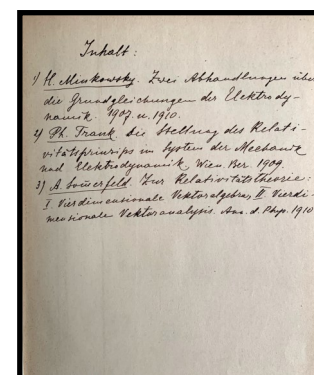 Inhalt:
1) H. Minkowsky. Zwei Abhandlungen über
die Grundgleichungen der Elektrody-
namik. 1907. u. 1910.
2) Ph. Frank. Die Stellung des Relati-
vitätsprinzips im System der Mechanik
und Elektrodynamik. Wien. Ber. 1909.
3) A. Som̄erfeld. Zur Relativitätstheorie:
I. Vierdimensionale Vektoralgebra, II Vierdi-
mensionale Vektoranalysis. Ann. d. Phys. 1910